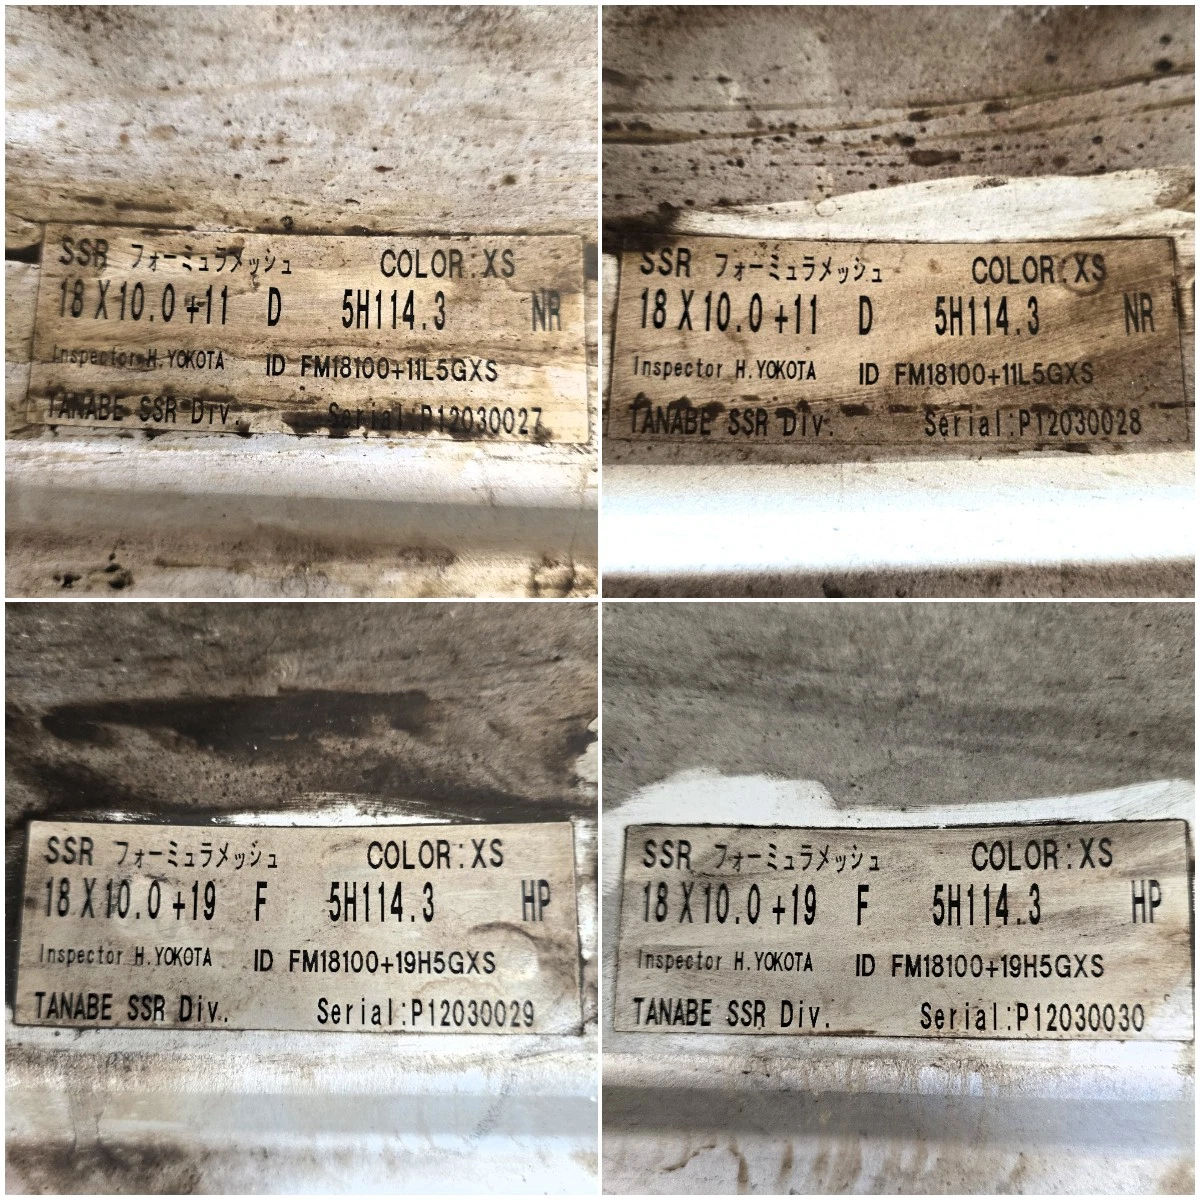 SSR フォーミュラメッシュ COLOR:XS
18 X 10.0 +11 D 5H114.3 NR
Inspector H.YOKOTA ID FM18100+11L5GXS
TANABE SSR Div. Serial:P12030027
SSR フォーミュラメッシュ COLOR:XS
18 X 10.0 +11 D 5H114.3 NR
Inspector H.YOKOTA ID FM18100+11L5GXS
TANABE SSR Div. Serial:P12030028
SSR フォーミュラメッシュ COLOR:XS
18 X 10.0 +19 F 5H114.3 HP
Inspector H.YOKOTA ID FM18100+19H5GXS
TANABE SSR Div. Serial:P12030029
SSR フォーミュラメッシュ COLOR:XS
18 X 10.0 +19 F 5H114.3 HP
Inspector H.YOKOTA ID FM18100+19H5GXS
TANABE SSR Div. Serial:P12030030